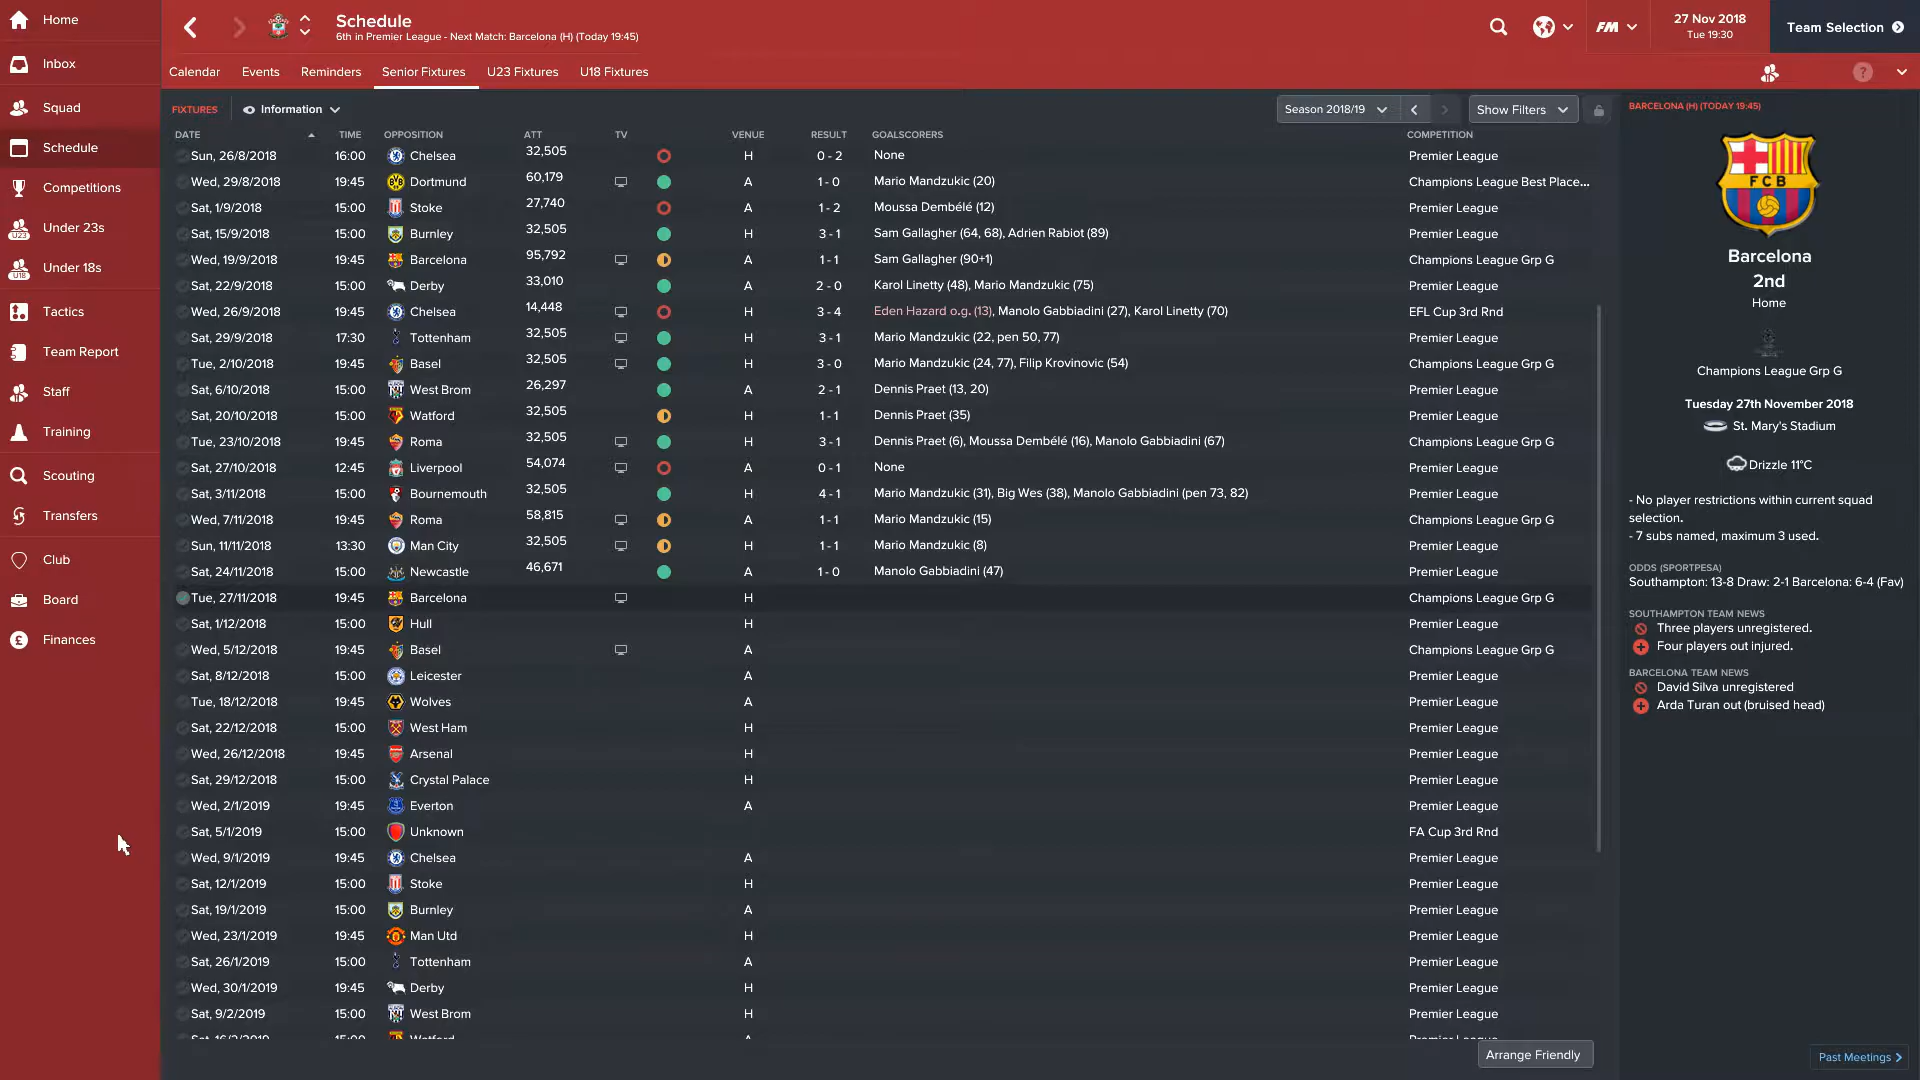 Home
Inbox
Squad
Schedule
Competitions
Under 23s
Under 18s
Tactics
Team Report
Staff
Training
Scouting
Transfers
Club
Board
Finances
Schedule
6th in Premier League - Next Match: Barcelona (H) (Today 19:45)
FM
27 Nov 2018
Tue 19:30
Team Selection
Calendar Events Reminders Senior Fixtures U23 Fixtures U18 Fixtures
?
FIXTURES Information Season 2018/19 Show Filters
DATE TIME OPPOSITION ATT TV VENUE RESULT GOALSCORERS COMPETITION
Sun, 26/8/2018 16:00 Chelsea 32,505 H 0 - 2 None Premier League
Wed, 29/8/2018 19:45 Dortmund 60,179 A 1 - 0 Mario Mandzukic (20) Champions League Best Place...
Sat, 1/9/2018 15:00 Stoke 27,740 A 1 - 2 Moussa Dembélé (12) Premier League
Sat, 15/9/2018 15:00 Burnley 32,505 H 3 - 1 Sam Gallagher (64, 68), Adrien Rabiot (89) Premier League
Wed, 19/9/2018 19:45 Barcelona 95,792 A 1 - 1 Sam Gallagher (90+1) Champions League Grp G
Sat, 22/9/2018 15:00 Derby 33,010 A 2 - 0 Karol Linetty (48), Mario Mandzukic (75) Premier League
Wed, 26/9/2018 19:45 Chelsea 14,448 H 3 - 4 Eden Hazard o.g. (13), Manolo Gabbiadini (27), Karol Linetty (70) EFL Cup 3rd Rnd
Sat, 29/9/2018 17:30 Tottenham 32,505 H 3 - 1 Mario Mandzukic (22, pen 50, 77) Premier League
Tue, 2/10/2018 19:45 Basel 32,505 H 3 - 0 Mario Mandzukic (24, 77), Filip Krovinovic (54) Champions League Grp G
Sat, 6/10/2018 15:00 West Brom 26,297 A 2 - 1 Dennis Praet (13, 20) Premier League
Sat, 20/10/2018 15:00 Watford 32,505 H 1 - 1 Dennis Praet (35) Premier League
Tue, 23/10/2018 19:45 Roma 32,505 H 3 - 1 Dennis Praet (6), Moussa Dembélé (16), Manolo Gabbiadini (67) Champions League Grp G
Sat, 27/10/2018 12:45 Liverpool 54,074 A 0 - 1 None Premier League
Sat, 3/11/2018 15:00 Bournemouth 32,505 H 4 - 1 Mario Mandzukic (31), Big Wes (38), Manolo Gabbiadini (pen 73, 82) Premier League
Wed, 7/11/2018 19:45 Roma 58,815 A 1 - 1 Mario Mandzukic (15) Champions League Grp G
Sun, 11/11/2018 13:30 Man City 32,505 H 1 - 1 Mario Mandzukic (8) Premier League
Sat, 24/11/2018 15:00 Newcastle 46,671 A 1 - 0 Manolo Gabbiadini (47) Premier League
Tue, 27/11/2018 19:45 Barcelona H Champions League Grp G
Sat, 1/12/2018 15:00 Hull H Premier League
Wed, 5/12/2018 19:45 Basel A Champions League Grp G
Sat, 8/12/2018 15:00 Leicester A Premier League
Tue, 18/12/2018 19:45 Wolves A Premier League
Sat, 22/12/2018 15:00 West Ham H Premier League
Wed, 26/12/2018 19:45 Arsenal H Premier League
Sat, 29/12/2018 15:00 Crystal Palace H Premier League
Wed, 2/1/2019 19:45 Everton A Premier League
Sat, 5/1/2019 15:00 Unknown FA Cup 3rd Rnd
Wed, 9/1/2019 19:45 Chelsea A Premier League
Sat, 12/1/2019 15:00 Stoke H Premier League
Sat, 19/1/2019 15:00 Burnley A Premier League
Wed, 23/1/2019 19:45 Man Utd H Premier League
Sat, 26/1/2019 15:00 Tottenham A Premier League
Wed, 30/1/2019 19:45 Derby H Premier League
Sat, 9/2/2019 15:00 West Brom H Premier League
Arrange Friendly
BARCELONA (H) (TODAY 19:45)
FCB
Barcelona
2nd
Home
Champions League Grp G
Tuesday 27th November 2018
St. Mary's Stadium
Drizzle 11°C
- No player restrictions within current squad
selection.
- 7 subs named, maximum 3 used.
ODDS (SPORTPESA)
Southampton: 13-8 Draw: 2-1 Barcelona: 6-4 (Fav)
SOUTHAMPTON TEAM NEWS
Three players unregistered.
Four players out injured.
BARCELONA TEAM NEWS
David Silva unregistered
Arda Turan out (bruised head)
Past Meetings